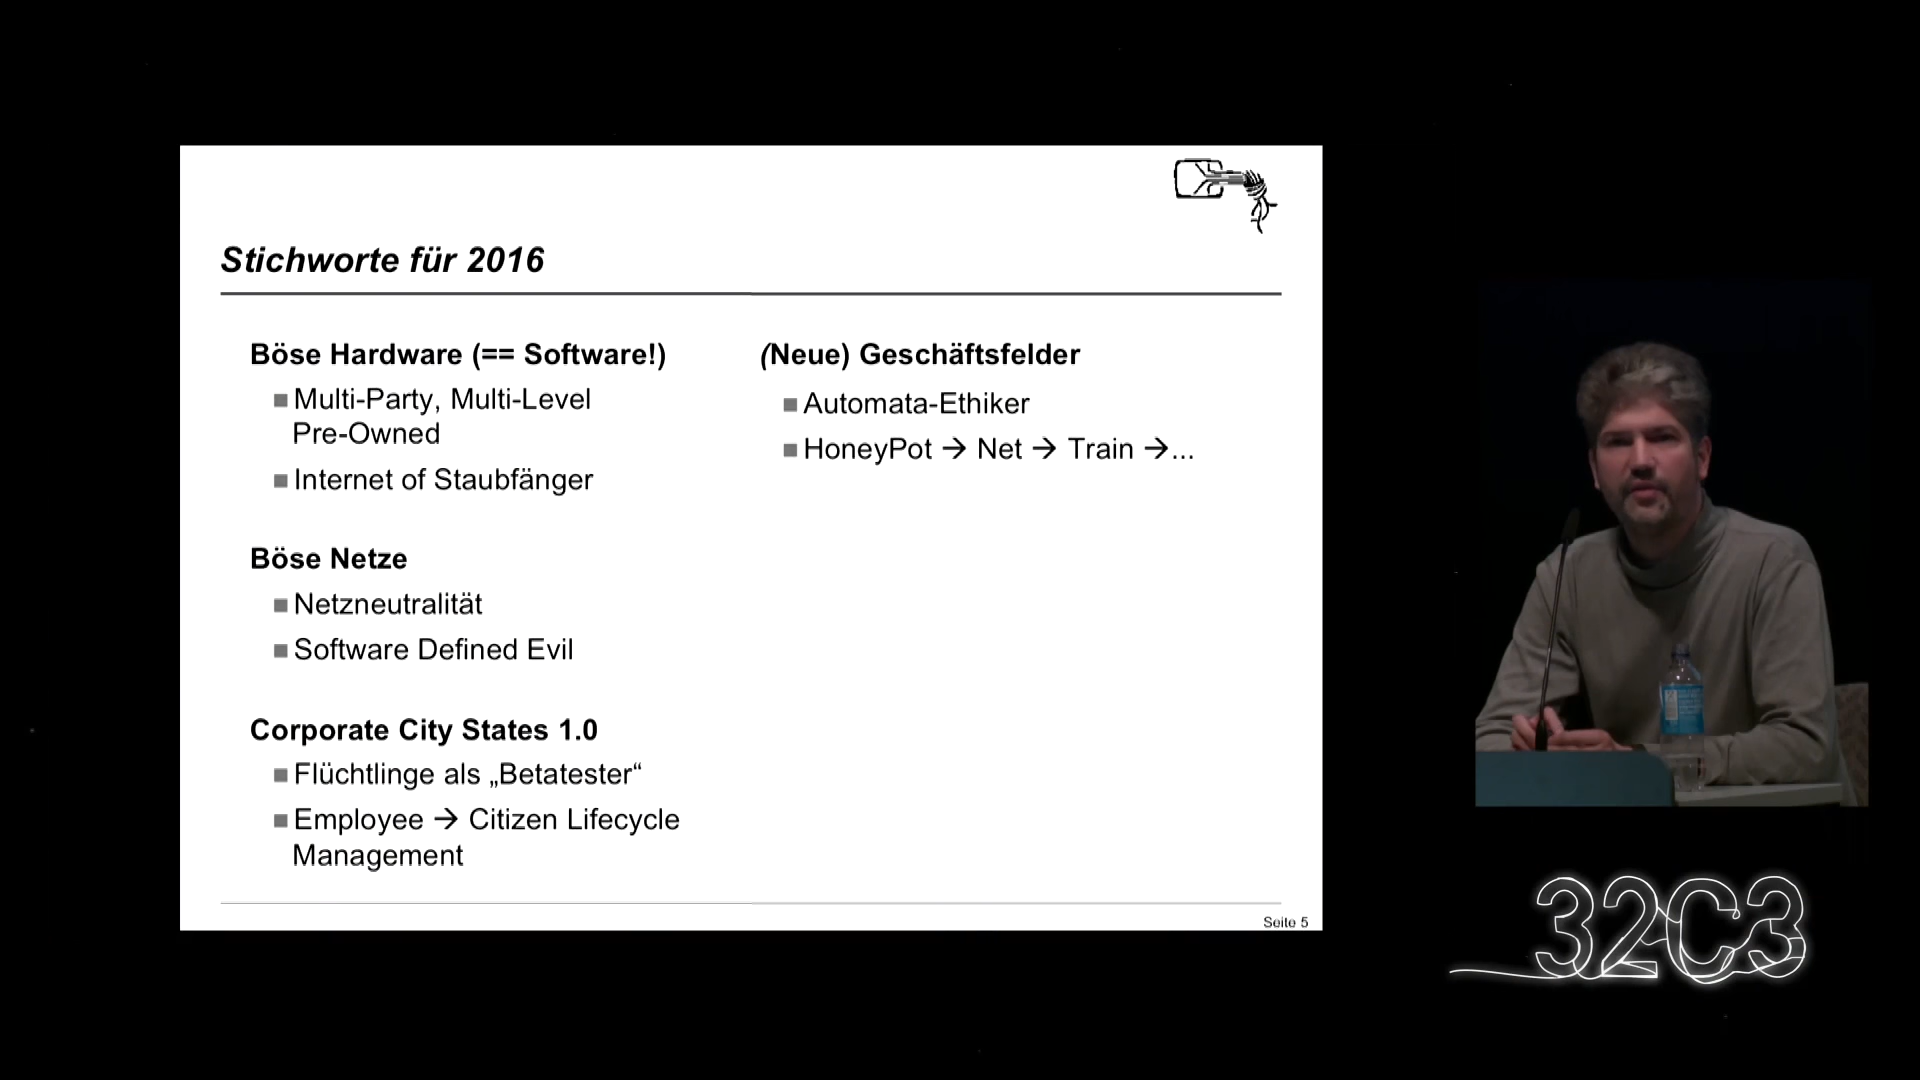 Stichworte für 2016
Böse Hardware (== Software!)
Multi-Party, Multi-Level
Pre-Owned
Internet of Staubfänger
Böse Netze
Netzneutralität
Software Defined Evil
Corporate City States 1.0
Flüchtlinge als „Betatester“
Employee → Citizen Lifecycle
Management
(Neue) Geschäftsfelder
Automata-Ethiker
HoneyPot → Net → Train →...
Seite 5
32C3